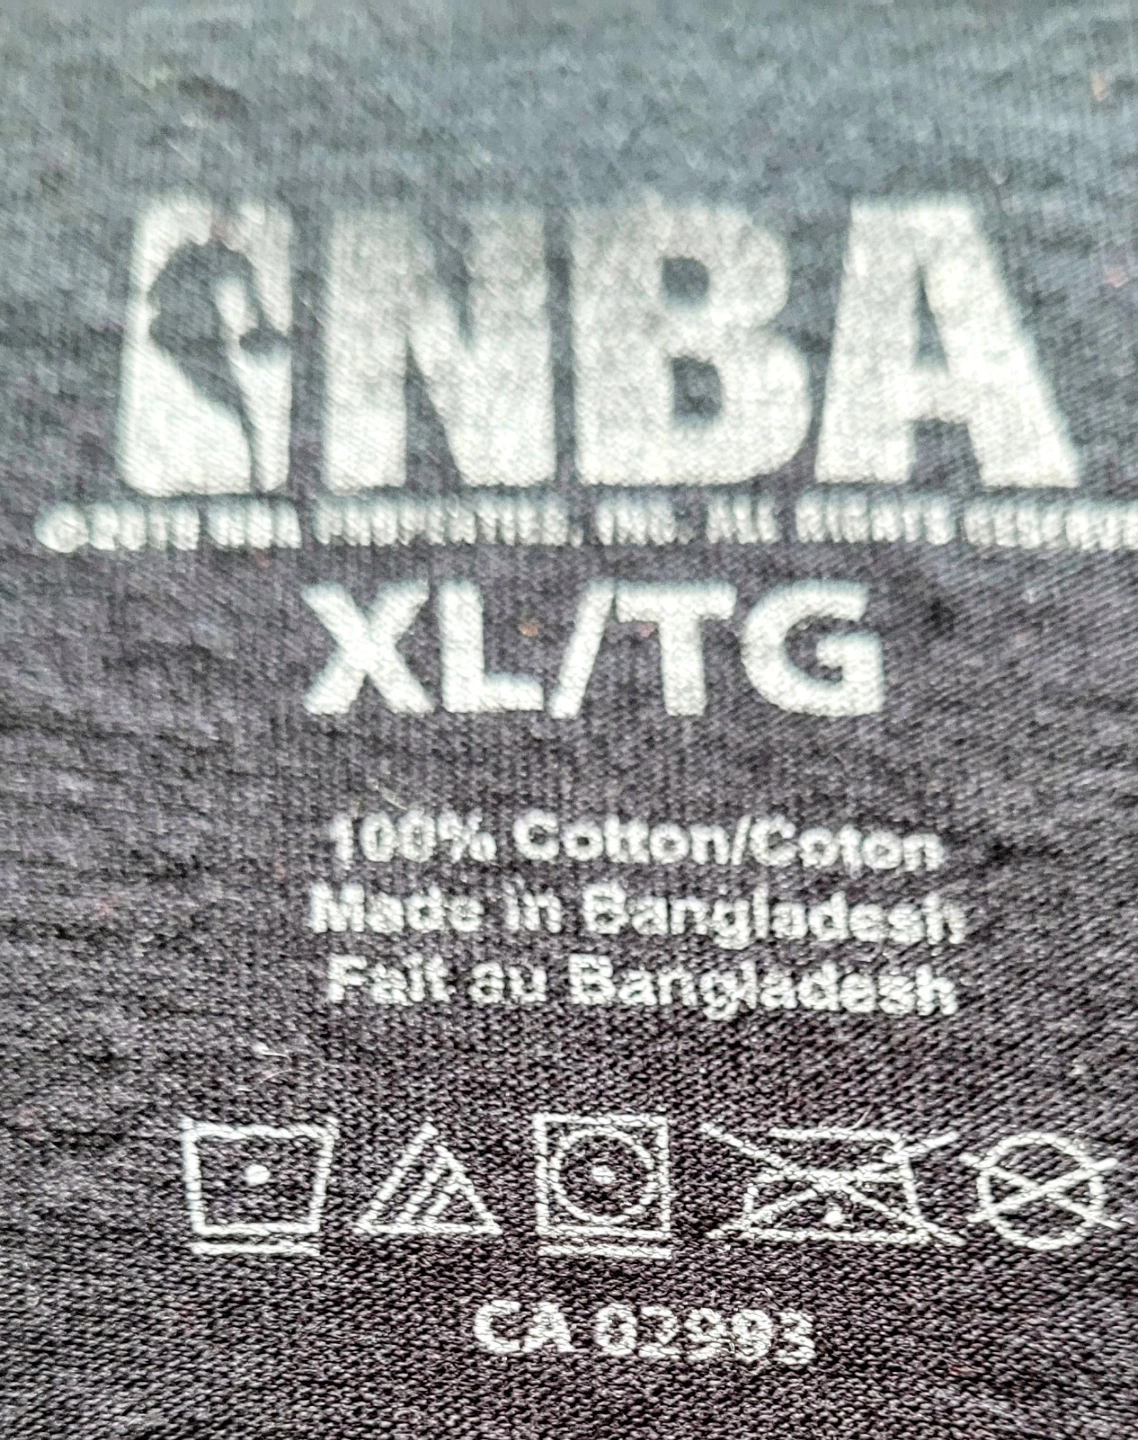 NBA
NBA PROPERTIES, INC. ALL RIGHTS
XL/TG
100% Cotton/Coton
Made in Bangladesh
Fait au Bangladesh
CA 02993